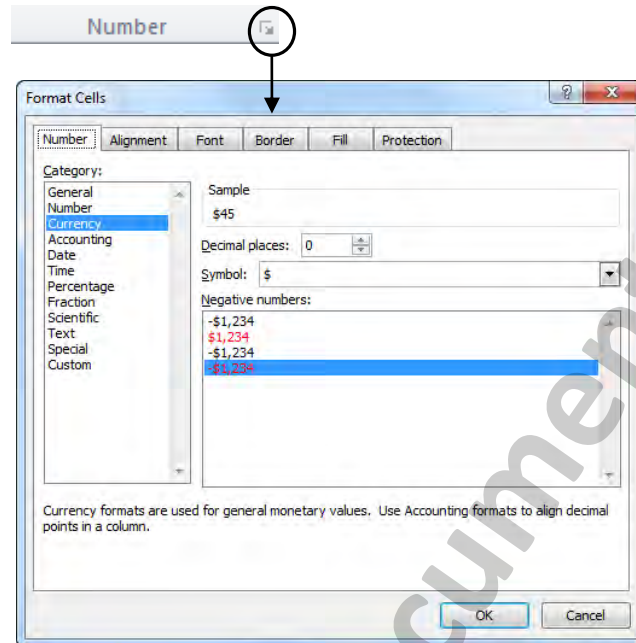 Number
Format Cells
Number Alignment Font Border Fill Protection
Category:
General
Number
Currency
Accounting
Date
Time
Percentage
Fraction
Scientific
Text
Special
Custom
Sample
$45
Decimal places: 0
Symbol: $
Negative numbers:
-$1,234
$1,234
-$1,234
-$1,234
Currency formats are used for general monetary values. Use Accounting formats to align decimal
points in a column.
OK Cancel
cument